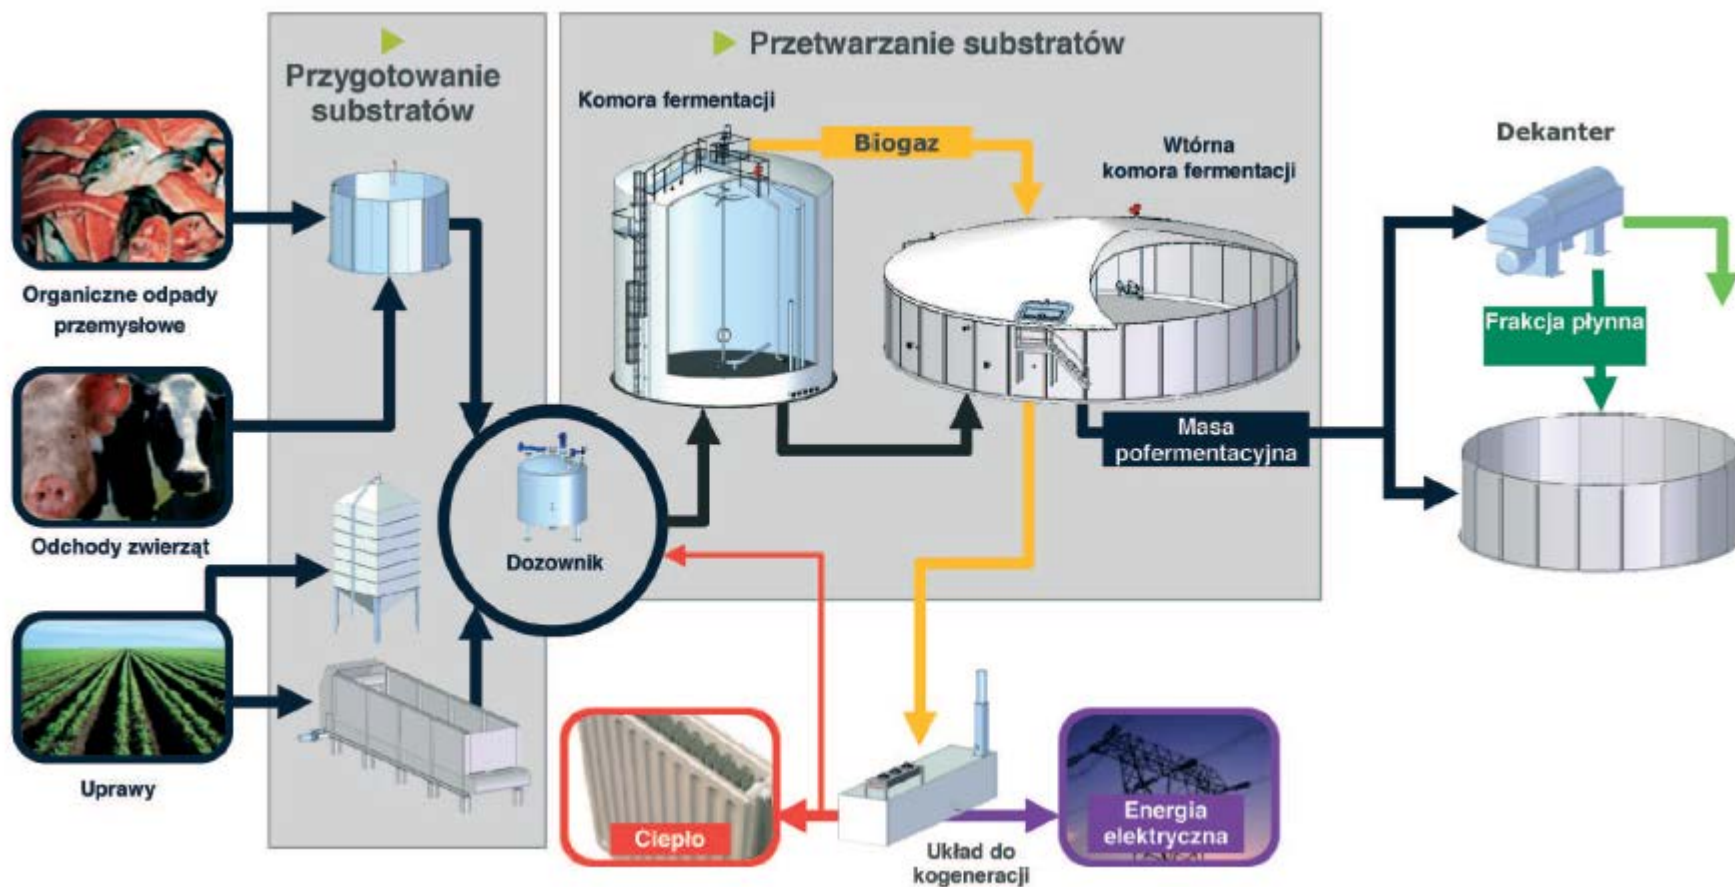 Przygotowanie
substratów
Przetwarzanie substratów
Komora fermentacji
Biogaz
Wtórna
komora fermentacji
Dekanter
Organiczne odpady
przemysłowe
Frakcja płynna
Masa
pofermentacyjna
Odchody zwierząt
Dozownik
Uprawy
Ciepło
Układ do
kogeneracji
Energia
elektryczna